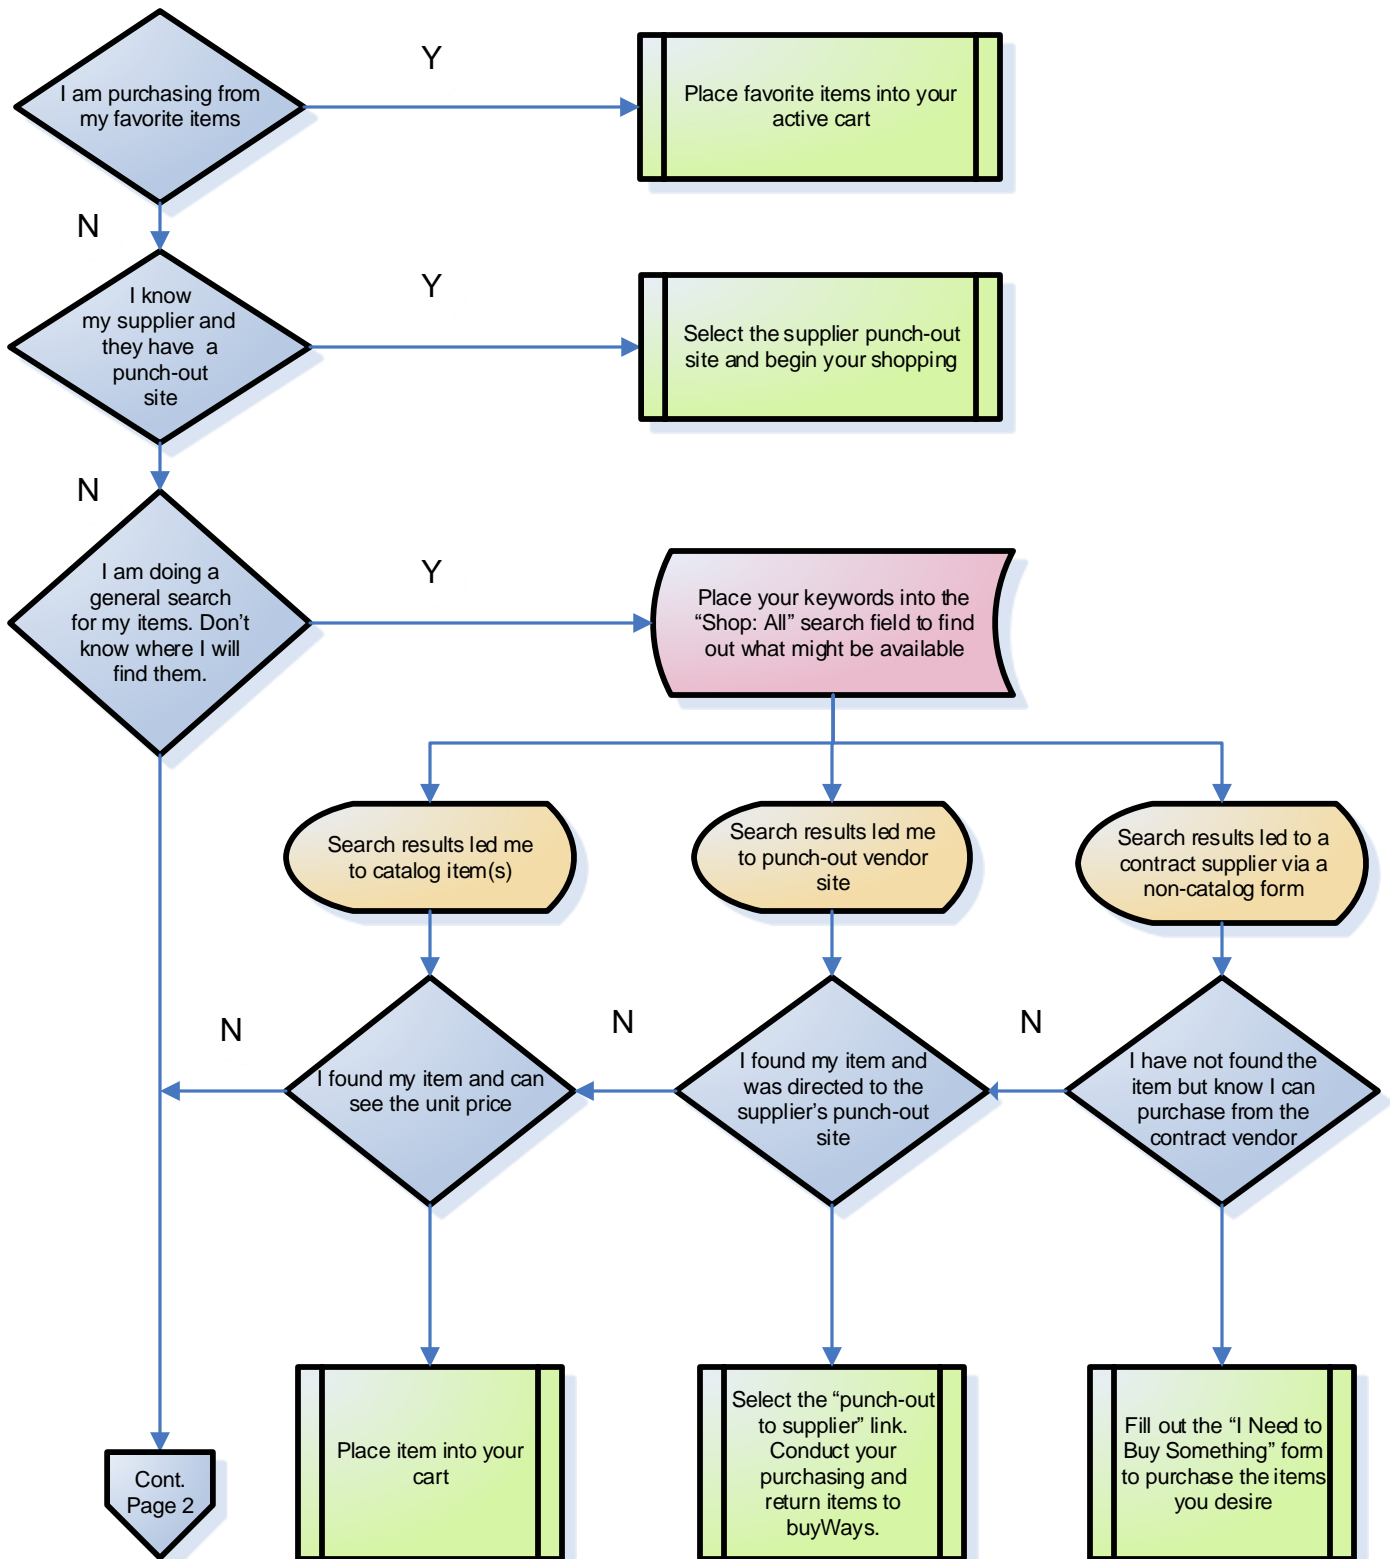 I am purchasing from
my favorite items
Y
Place favorite items into your
active cart
N
I know
my supplier and
they have a
punch-out
site
Y
Select the supplier punch-out
site and begin your shopping
N
I am doing a
general search
for my items. Don’t
know where I will
find them.
Y
Place your keywords into the
“Shop: All” search field to find
out what might be available
Search results led me
to catalog item(s)
Search results led me
to punch-out vendor
site
Search results led to a
contract supplier via a
non-catalog form
N
I found my item and can
see the unit price
N
I found my item and
was directed to the
supplier’s punch-out
site
N
I have not found the
item but know I can
purchase from the
contract vendor
Cont.
Page 2
Place item into your
cart
Select the “punch-out
to supplier” link.
Conduct your
purchasing and
return items to
buyWays.
Fill out the “I Need to
Buy Something” form
to purchase the items
you desire